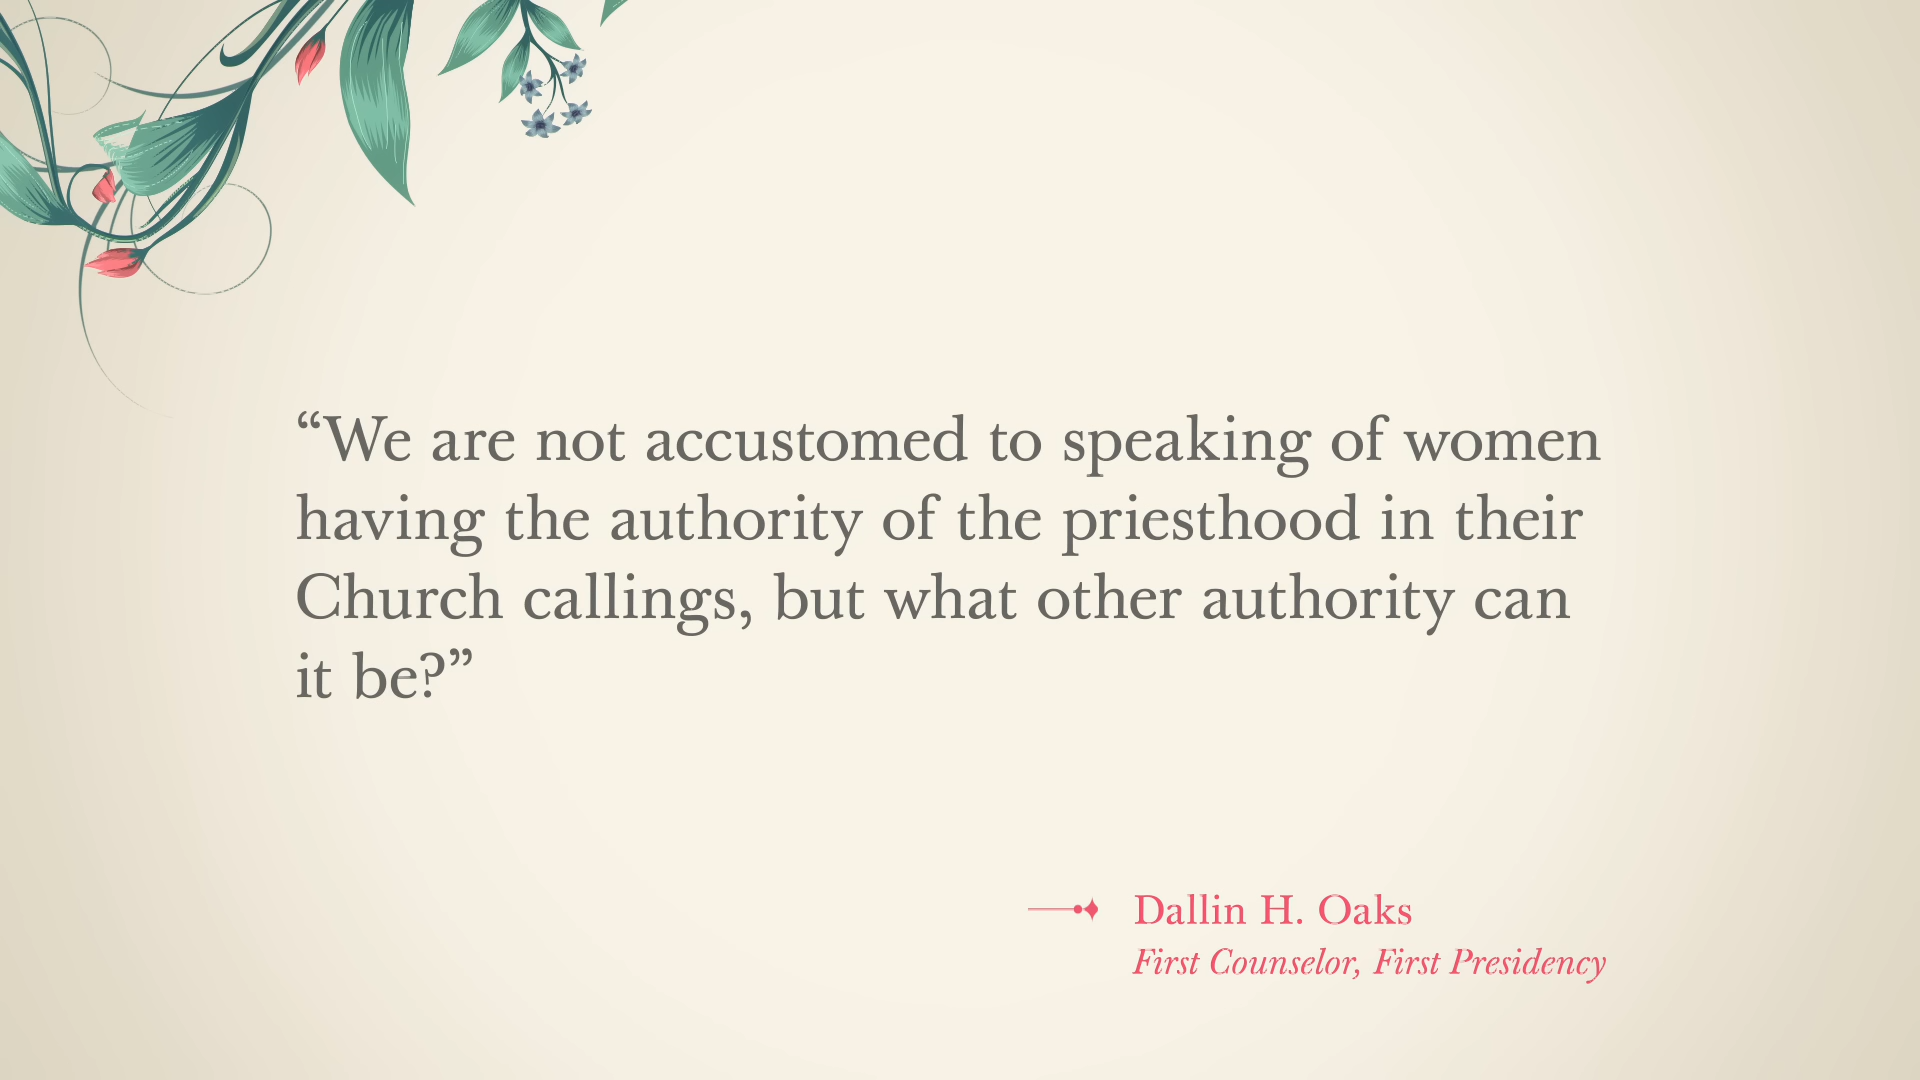 “We are not accustomed to speaking of women
having the authority of the priesthood in their
Church callings, but what other authority can
it be?”
Dallin H. Oaks
First Counselor, First Presidency